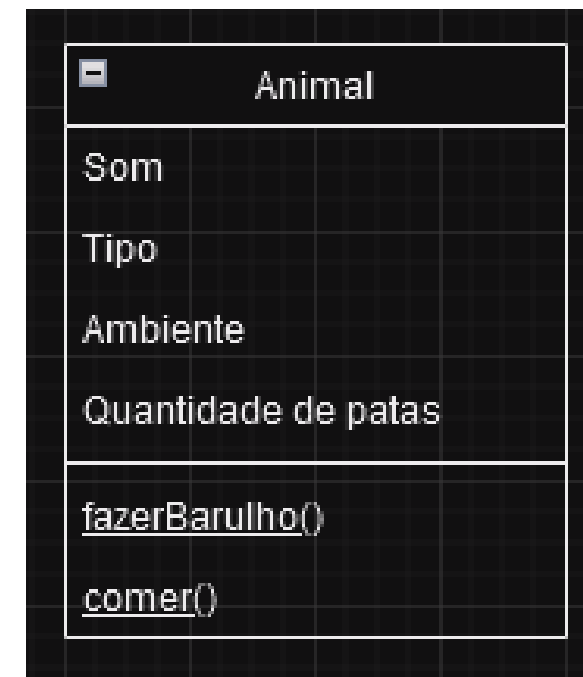 Animal
Som
Tipo
Ambiente
Quantidade de patas
fazerBarulho()
comer()